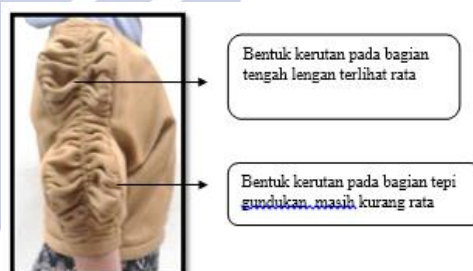 Bentuk kerutan pada bagian
tengah lengan terlihat rata
Bentuk kerutan pada bagian tepi
gundukan masih kurang rata